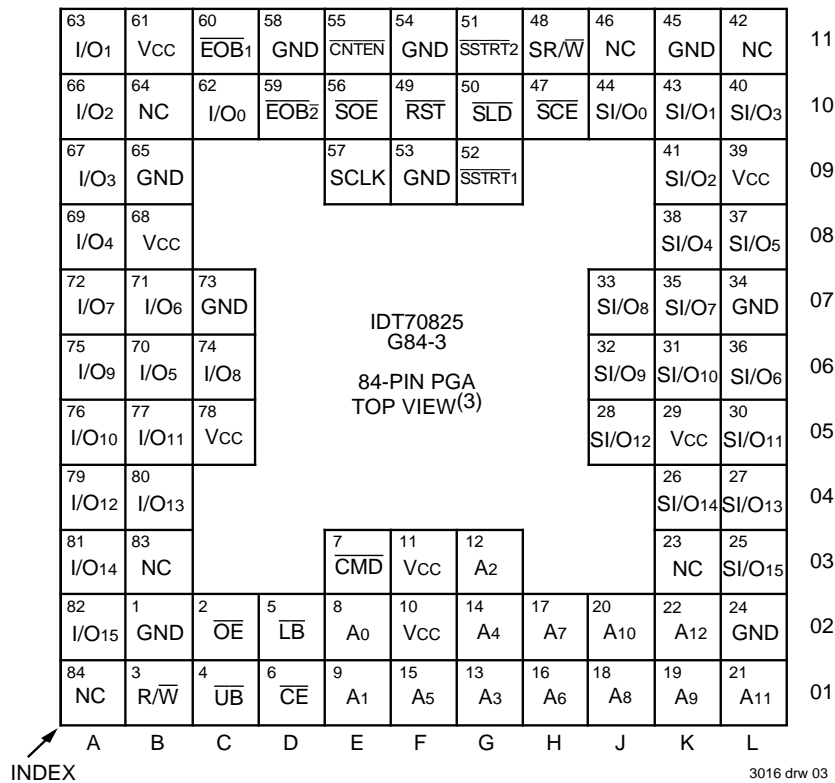 63 61 60 58 55 54 51 48 46 45 42
I/O1 VCC EOB1 GND CNTEN GND SSTRT2 SR/W NC GND NC 11
66 64 62 59 56 49 50 47 44 43 40
I/O2 NC I/O0 EOB2 SOE RST SLD SCE SI/O0 SI/O1 SI/O3 10
67 65 57 53 52 41 39
I/O3 GND SCLK GND SSTRT1 SI/O2 VCC 09
69 68 38 37
I/O4 VCC SI/O4 SI/O5 08
72 71 73 33 35 34
I/O7 I/O6 GND SI/O8 SI/O7 GND 07
IDT70825
G84-3
75 70 74 32 31 36
I/O9 I/O5 I/O8 SI/O9 SI/O10 SI/O6 06
84-PIN PGA
TOP VIEW(3)
76 77 78 28 29 30
I/O10 I/O11 VCC SI/O12 VCC SI/O11 05
79 80 26 27
I/O12 I/O13 SI/O14 SI/O13 04
81 83 7 11 12 23 25
I/O14 NC CMD VCC A2 NC SI/O15 03
82 1 2 5 8 10 14 17 20 22 24
I/O15 GND OE LB A0 VCC A4 A7 A10 A12 GND 02
84 3 4 6 9 15 13 16 18 19 21
NC R/W UB CE A1 A5 A3 A6 A8 A9 A11 01
A B C D E F G H J K L
INDEX
3016 drw 03